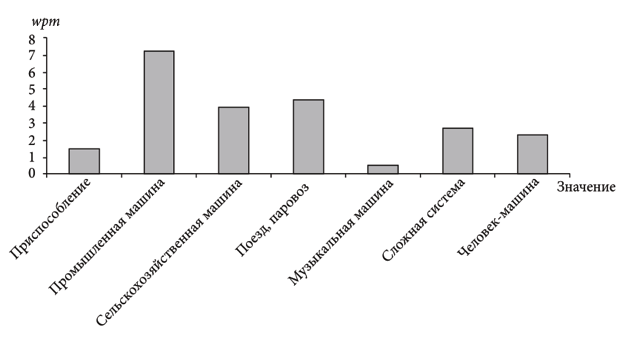 wpm
8
7
6
5
4
3
2
1
0
Приспособление
Промышленная машина
Сельскохозяйственная машина
Поезд, паровоз
Музыкальная машина
Сложная система
Человек-машина
Значение